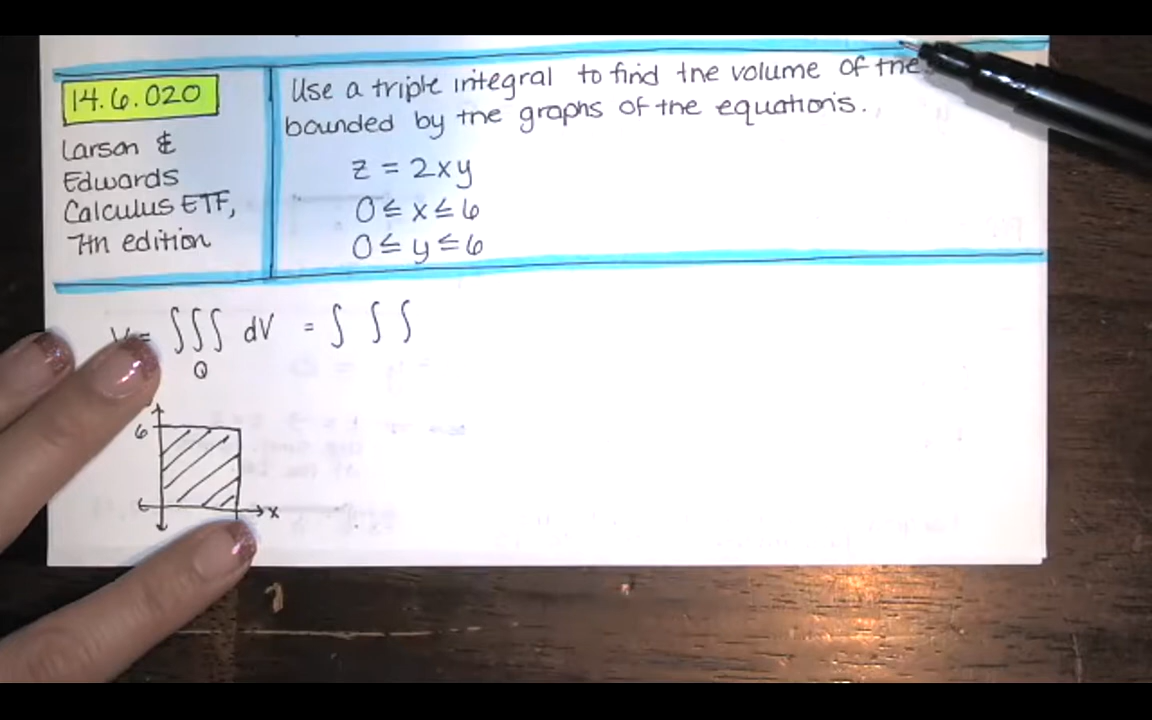 14.6.020
Larson &
Edwards
Calculus ETF,
7th edition
Use a triple integral to find the volume of the
bounded by the graphs of the equations.
z = 2xy
0 ≤ x ≤ 6
0 ≤ y ≤ 6
V = ∫∫∫ dV = ∫ ∫ ∫
Q
6
x